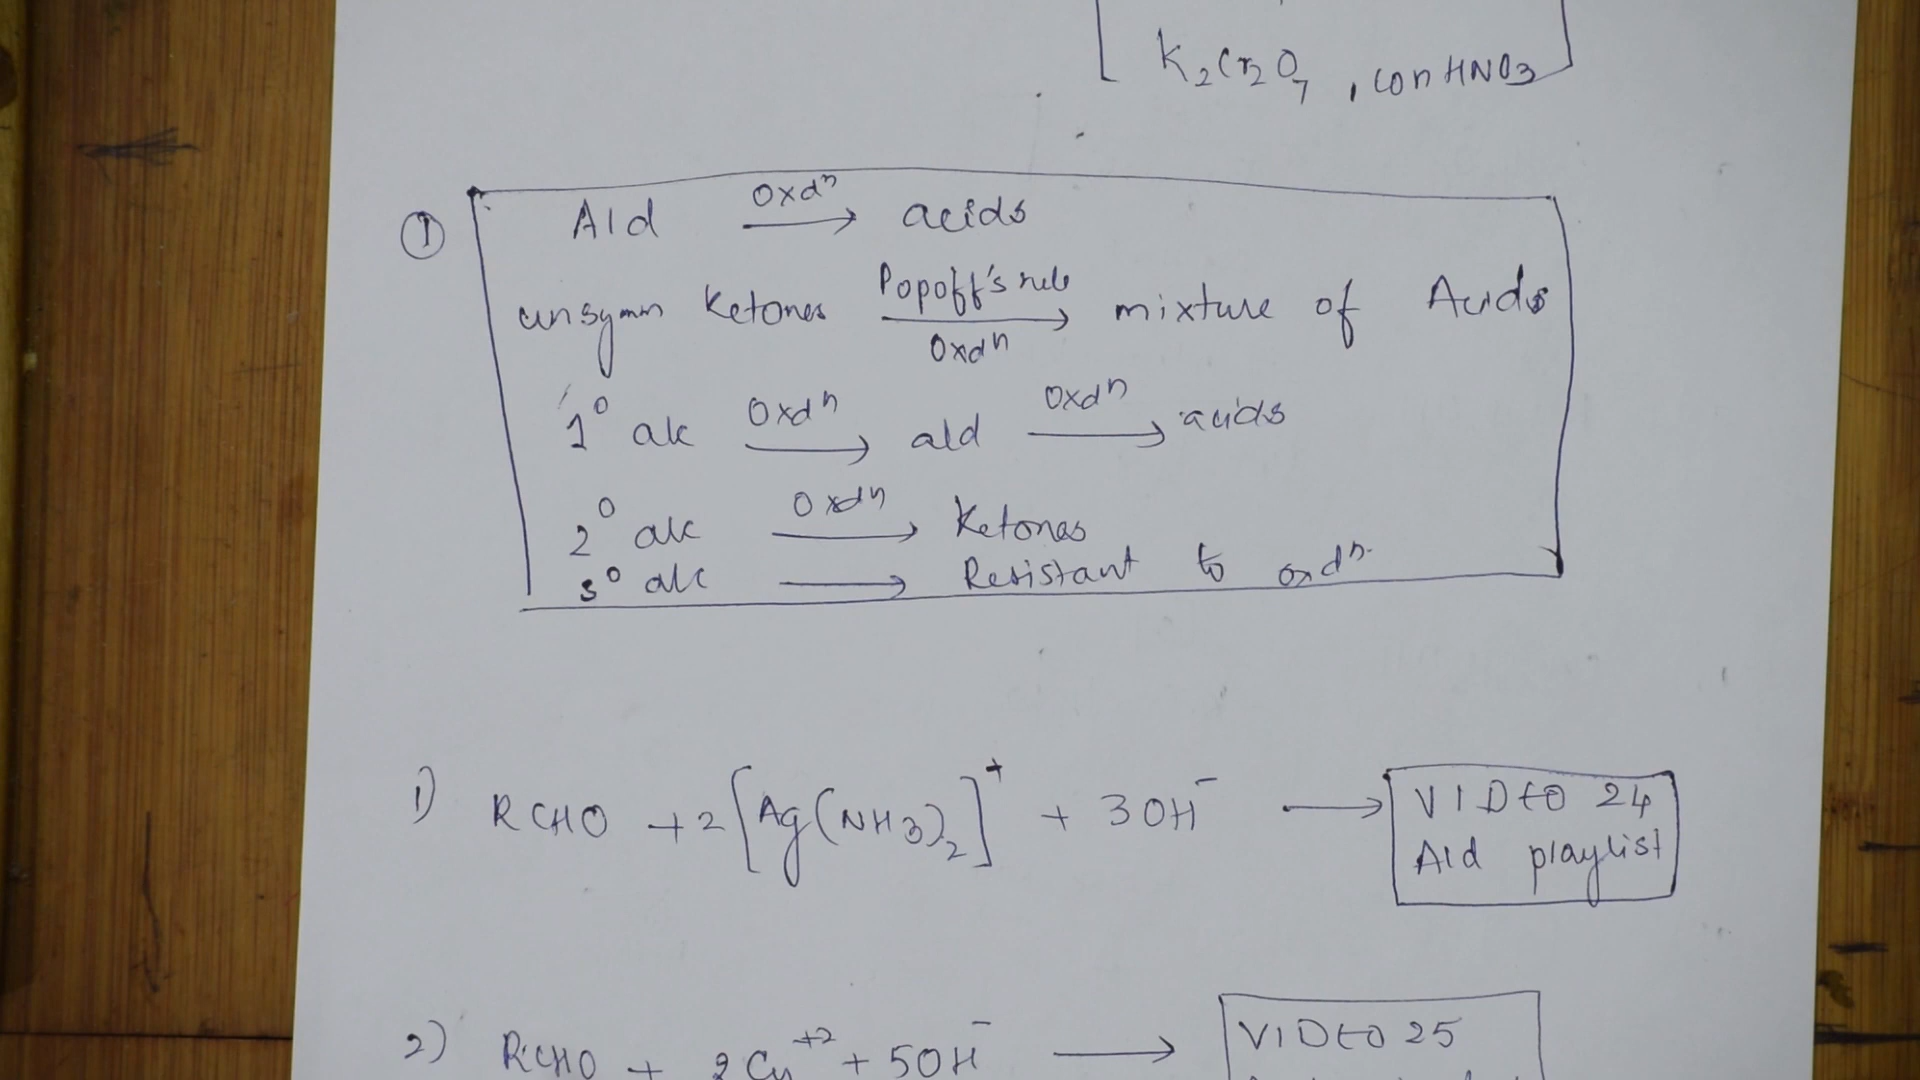 K₂Cr₂O₇, con HNO₃
① Ald oxdⁿ→ acids
unsymm Ketones Popoff's rule→ Oxdⁿ mixture of Acids
1° alc Oxdⁿ→ ald Oxdⁿ→ acids
2° alc Oxdⁿ→ Ketones
3° alc → Resistant to oxdⁿ.
1) RCHO + 2[Ag(NH3)₂]⁺ + 3OH⁻ → VIDEO 24
Ald playlist
2) RCHO + 2Cu⁺² + 5OH⁻ → VIDEO 25